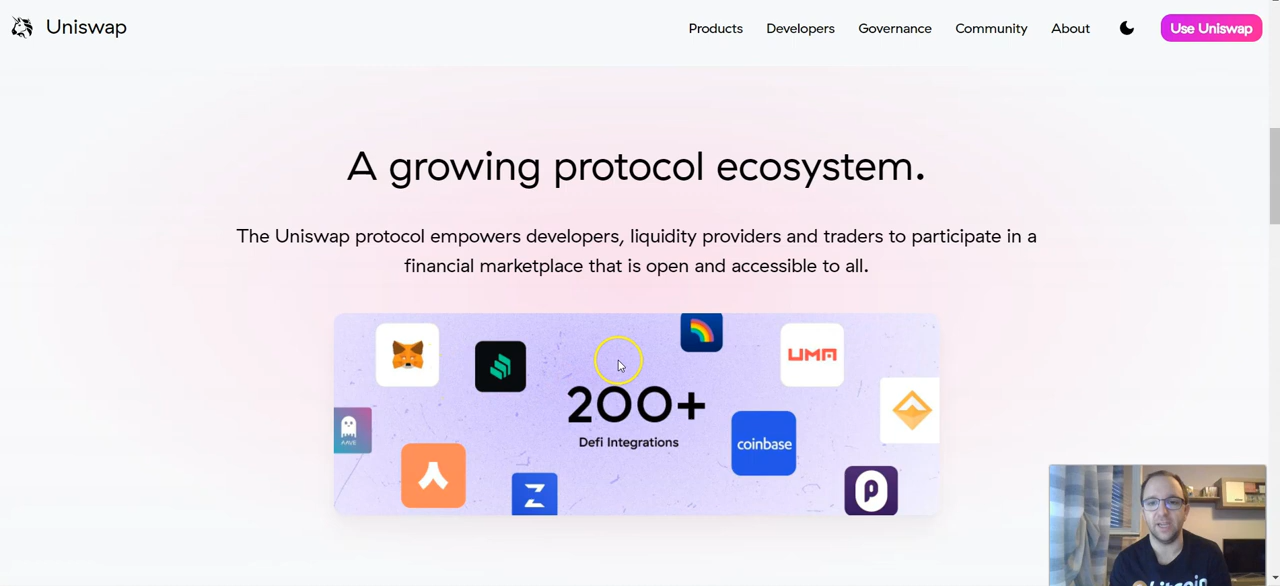 Uniswap
Products
Developers
Governance
Community
About
Use Uniswap
A growing protocol ecosystem.
The Uniswap protocol empowers developers, liquidity providers and traders to participate in a
financial marketplace that is open and accessible to all.
UMA
200+
Defi Integrations
AAVE
coinbase